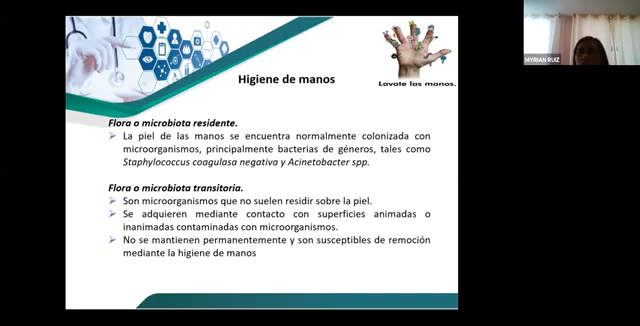 Higiene de manos
Lavate las manos.
MYRIAN RUIZ
Flora o microbiota residente.
La piel de las manos se encuentra normalmente colonizada con
microorganismos, principalmente bacterias de géneros, tales como
Staphylococcus coagulasa negativa y Acinetobacter spp.
Flora o microbiota transitoria.
Son microorganismos que no suelen residir sobre la piel.
Se adquieren mediante contacto con superficies animadas o
inanimadas contaminadas con microorganismos.
No se mantienen permanentemente y son susceptibles de remoción
mediante la higiene de manos